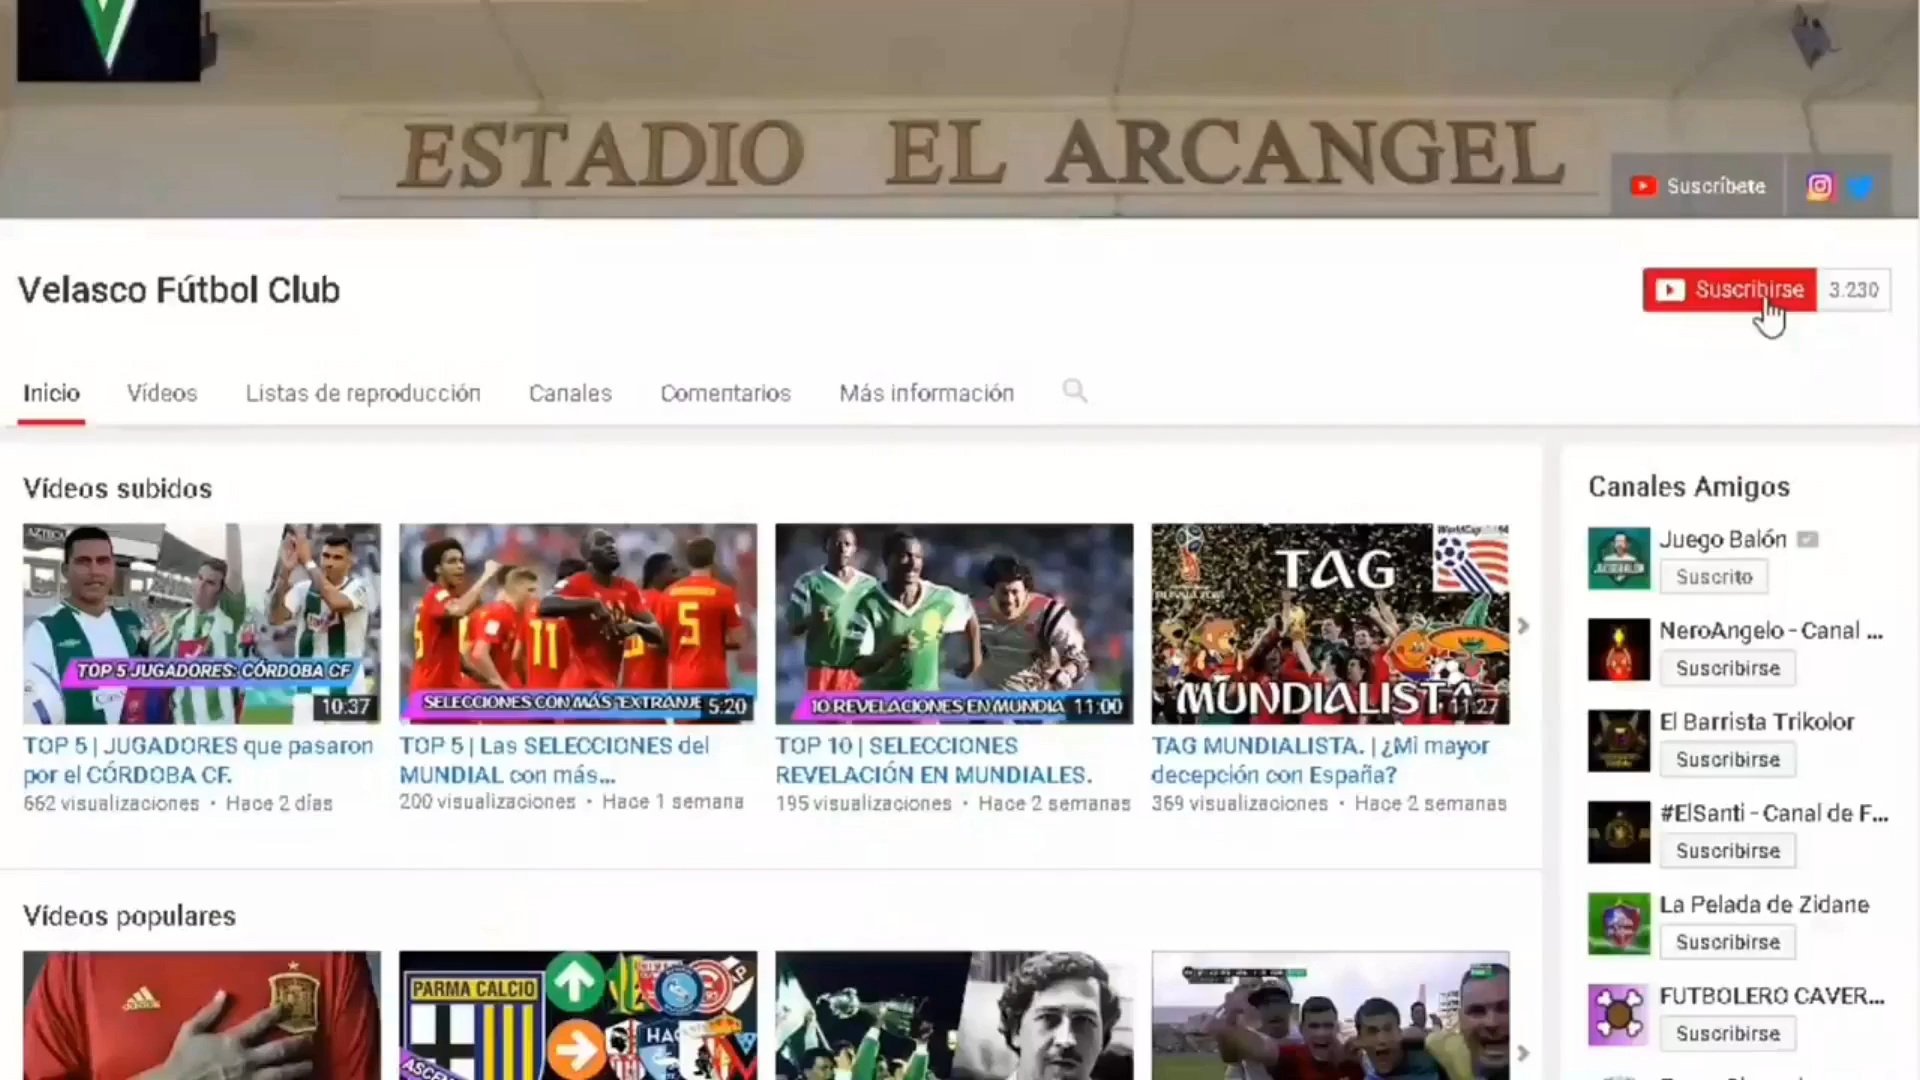 ESTADIO EL ARCANGEL
Suscríbete
Velasco Fútbol Club
Suscribirse 3.230
Inicio Vídeos Listas de reproducción Canales Comentarios Más información
Vídeos subidos
AZTECA
TOP 5 JUGADORES: CÓRDOBA CF
10:37
TOP 5 | JUGADORES que pasaron
por el CÓRDOBA CF.
662 visualizaciones • Hace 2 días
11
5
SELECCIONES CON MÁS "EXTRANJE
5:20
TOP 5 | Las SELECCIONES del
MUNDIAL con más...
200 visualizaciones • Hace 1 semana
10 REVELACIONES EN MUNDIA
11:00
TOP 10 | SELECCIONES
REVELACIÓN EN MUNDIALES.
195 visualizaciones • Hace 2 semanas
TAG
MUNDIALISTA
11:27
TAG MUNDIALISTA. | ¿Mi mayor
decepción con España?
369 visualizaciones • Hace 2 semanas
Vídeos populares
PARMA CALCIO
HAC
Canales Amigos
Juego Balón
Suscrito
NeroAngelo - Canal ...
Suscribirse
El Barrista Trikolor
Suscribirse
#ElSanti - Canal de F...
Suscribirse
La Pelada de Zidane
Suscribirse
FUTBOLERO CAVER...
Suscribirse